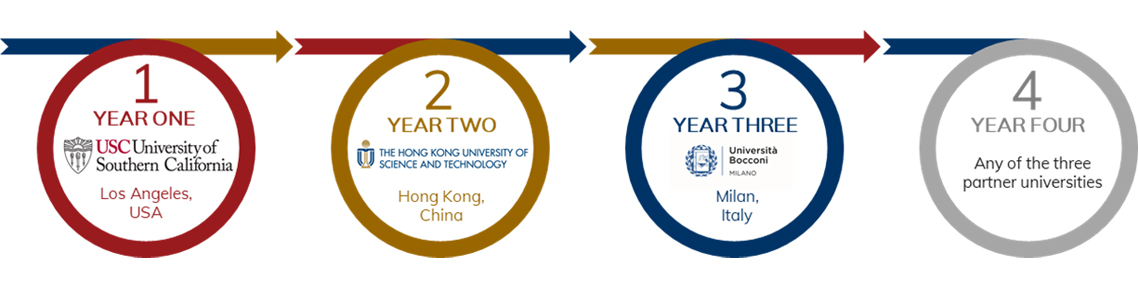 1
YEAR ONE
USC University of
Southern California
Los Angeles,
USA
2
YEAR TWO
THE HONG KONG UNIVERSITY OF
SCIENCE AND TECHNOLOGY
Hong Kong,
China
3
YEAR THREE
Università
Bocconi
MILANO
Milan,
Italy
4
YEAR FOUR
Any of the three
partner universities